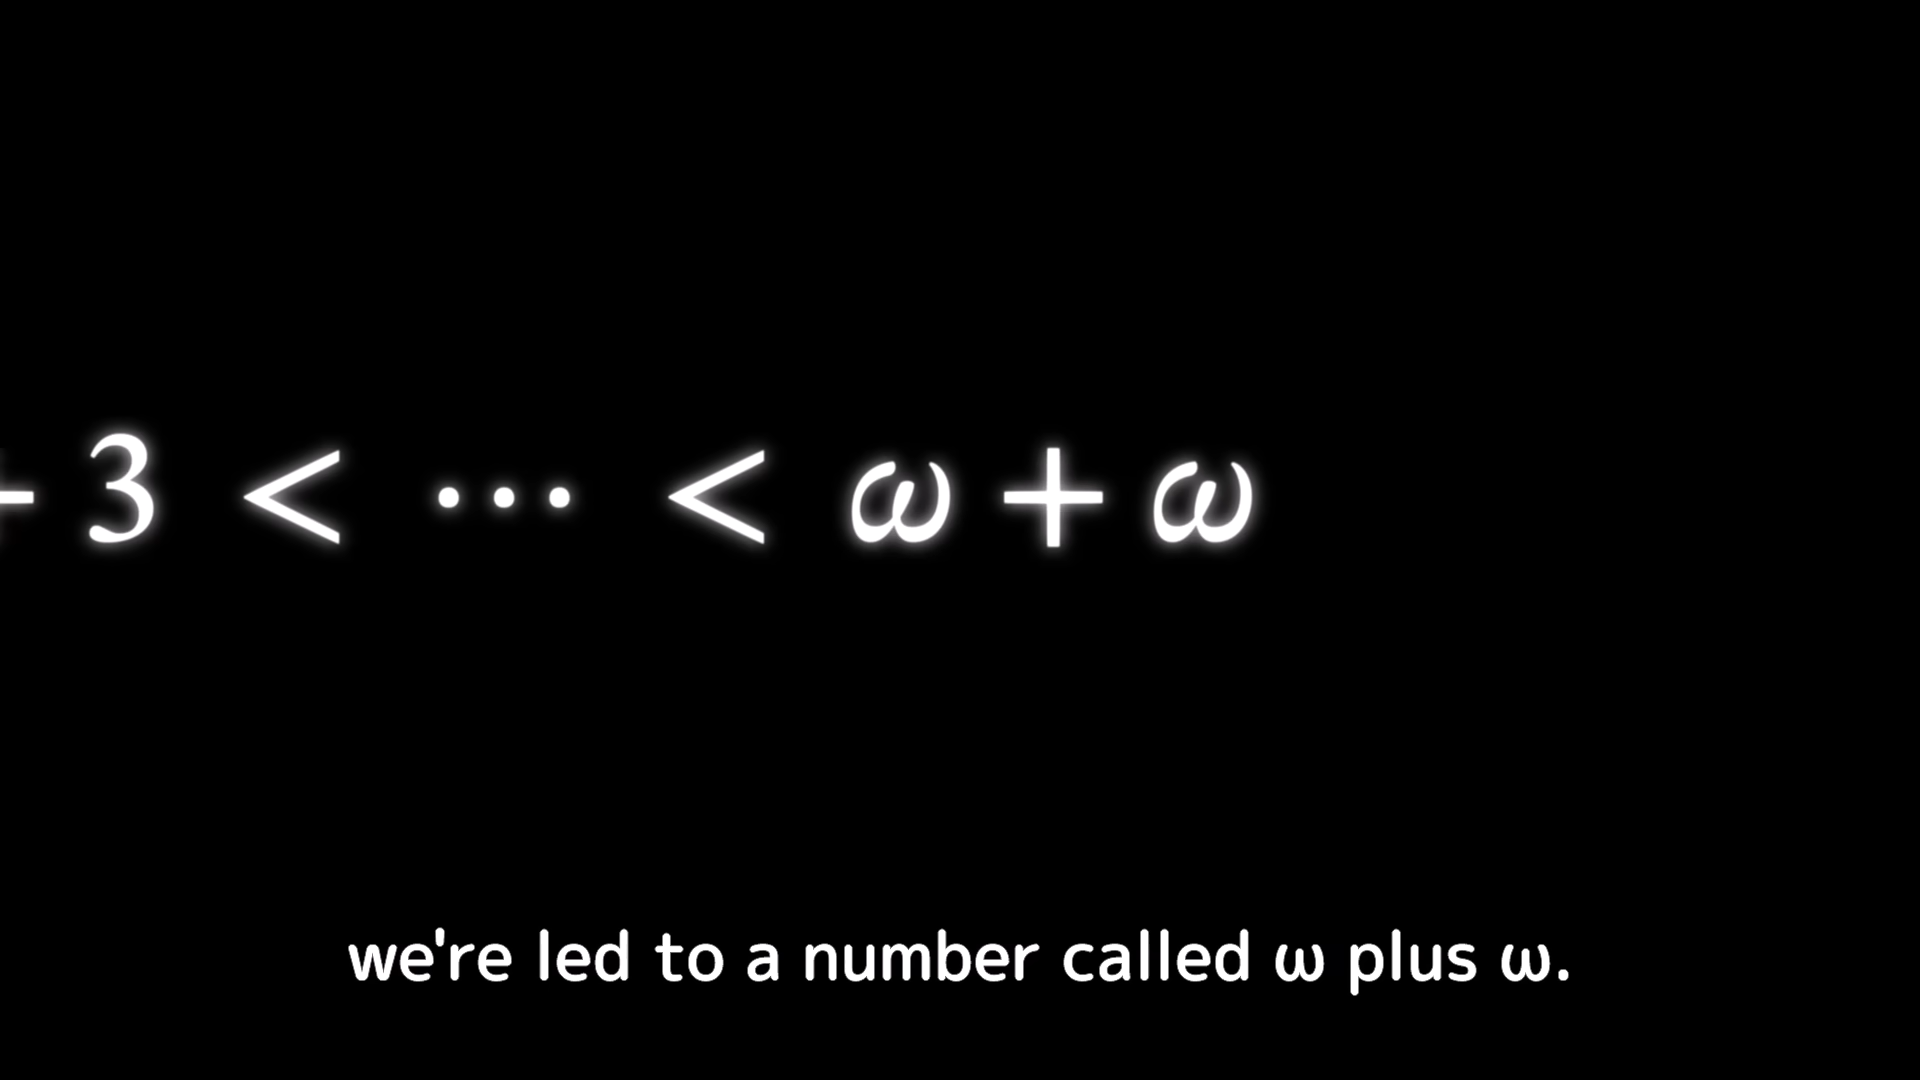 + 3 < ⋯ < ω + ω
we're led to a number called ω plus ω.